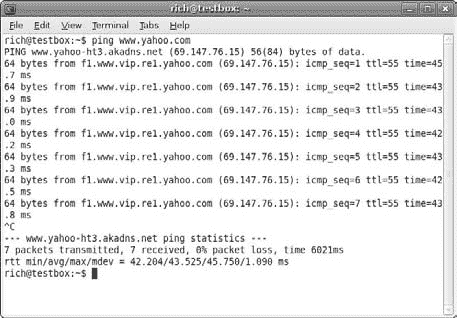 rich@testbox: ~
File Edit View Terminal Tabs Help
rich@testbox:~$ ping www.yahoo.com
PING www.yahoo-ht3.akadns.net (69.147.76.15) 56(84) bytes of data.
64 bytes from f1.www.vip.re1.yahoo.com (69.147.76.15): icmp_seq=1 ttl=55 time=45
.7 ms
64 bytes from f1.www.vip.re1.yahoo.com (69.147.76.15): icmp_seq=2 ttl=55 time=43
.9 ms
64 bytes from f1.www.vip.re1.yahoo.com (69.147.76.15): icmp_seq=3 ttl=55 time=43
.0 ms
64 bytes from f1.www.vip.re1.yahoo.com (69.147.76.15): icmp_seq=4 ttl=55 time=42
.2 ms
64 bytes from f1.www.vip.re1.yahoo.com (69.147.76.15): icmp_seq=5 ttl=55 time=43
.3 ms
64 bytes from f1.www.vip.re1.yahoo.com (69.147.76.15): icmp_seq=6 ttl=55 time=42
.5 ms
64 bytes from f1.www.vip.re1.yahoo.com (69.147.76.15): icmp_seq=7 ttl=55 time=43
.8 ms
^C
--- www.yahoo-ht3.akadns.net ping statistics ---
7 packets transmitted, 7 received, 0% packet loss, time 6021ms
rtt min/avg/max/mdev = 42.204/43.525/45.750/1.090 ms
rich@testbox:~$